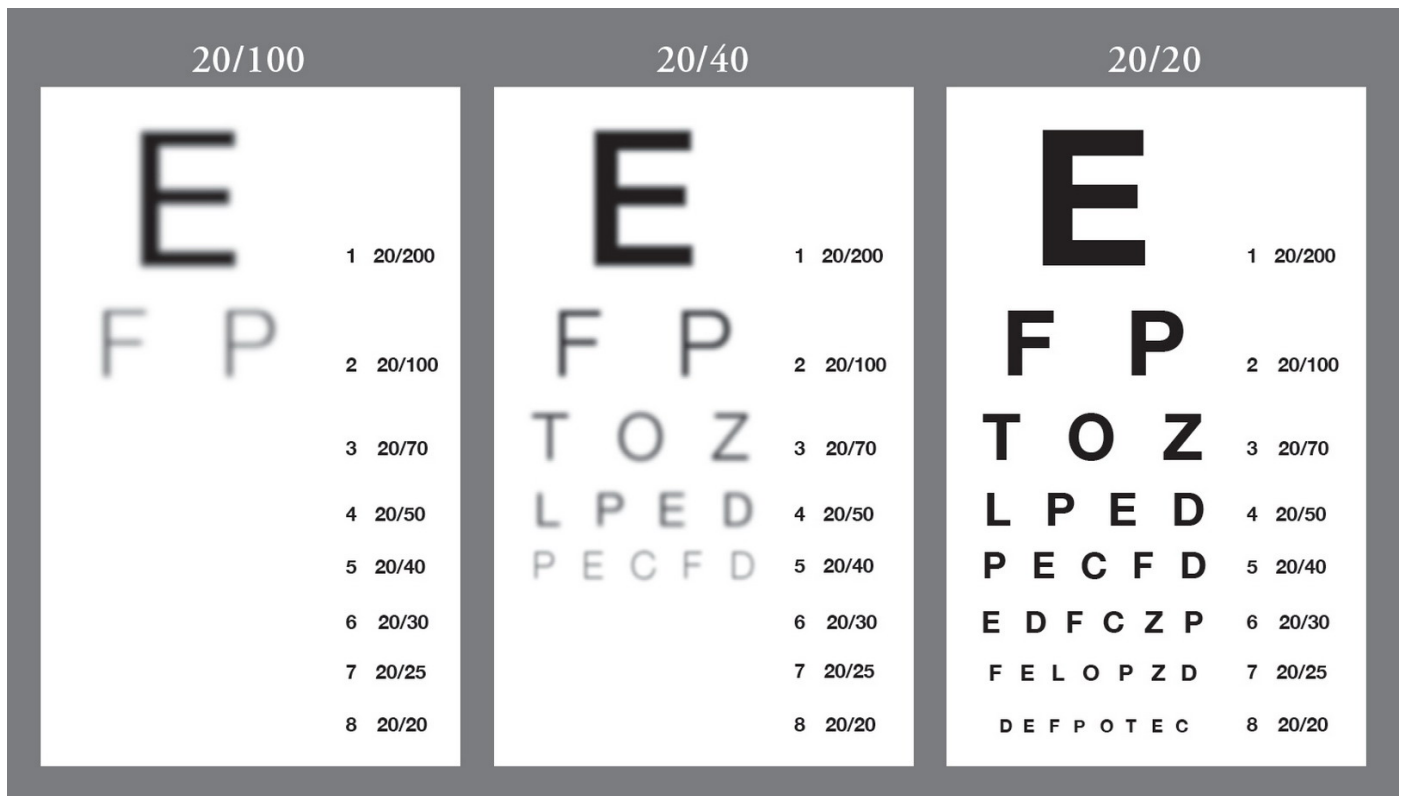 20/100
E
1 20/200
F P
2 20/100
3 20/70
4 20/50
5 20/40
6 20/30
7 20/25
8 20/20
20/40
E
1 20/200
F P
2 20/100
T O Z
3 20/70
L P E D
4 20/50
P E C F D
5 20/40
6 20/30
7 20/25
8 20/20
20/20
E
1 20/200
F P
2 20/100
T O Z
3 20/70
L P E D
4 20/50
P E C F D
5 20/40
E D F C Z P
6 20/30
F E L O P Z D
7 20/25
D E F P O T E C
8 20/20